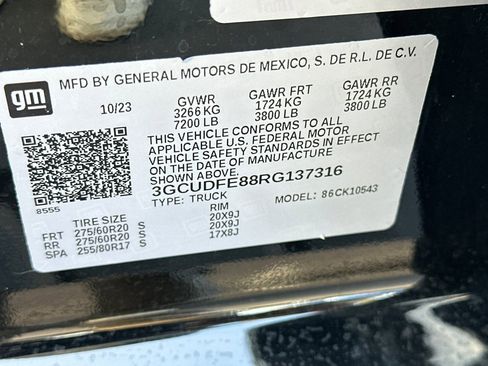 gm
MFD BY GENERAL MOTORS DE MEXICO, S. DE R.L. DE C.V.
10/23 GVWR GAWR FRT GAWR RR
3266 KG 1724 KG 1724 KG
7200 LB 3800 LB 3800 LB
THIS VEHICLE CONFORMS TO ALL
APPLICABLE U.S. FEDERAL MOTOR
VEHICLE SAFETY STANDARDS IN EFFECT
ON THE DATE OF MANUFACTURE SHOWN ABOVE.
3GCUDFE88RG137316
8555 TYPE: TRUCK MODEL: 86CK10543
TIRE SIZE RIM
FRT 275/60R20 S 20X9J
RR 275/60R20 S 20X9J
SPA 255/80R17 S 17X8J